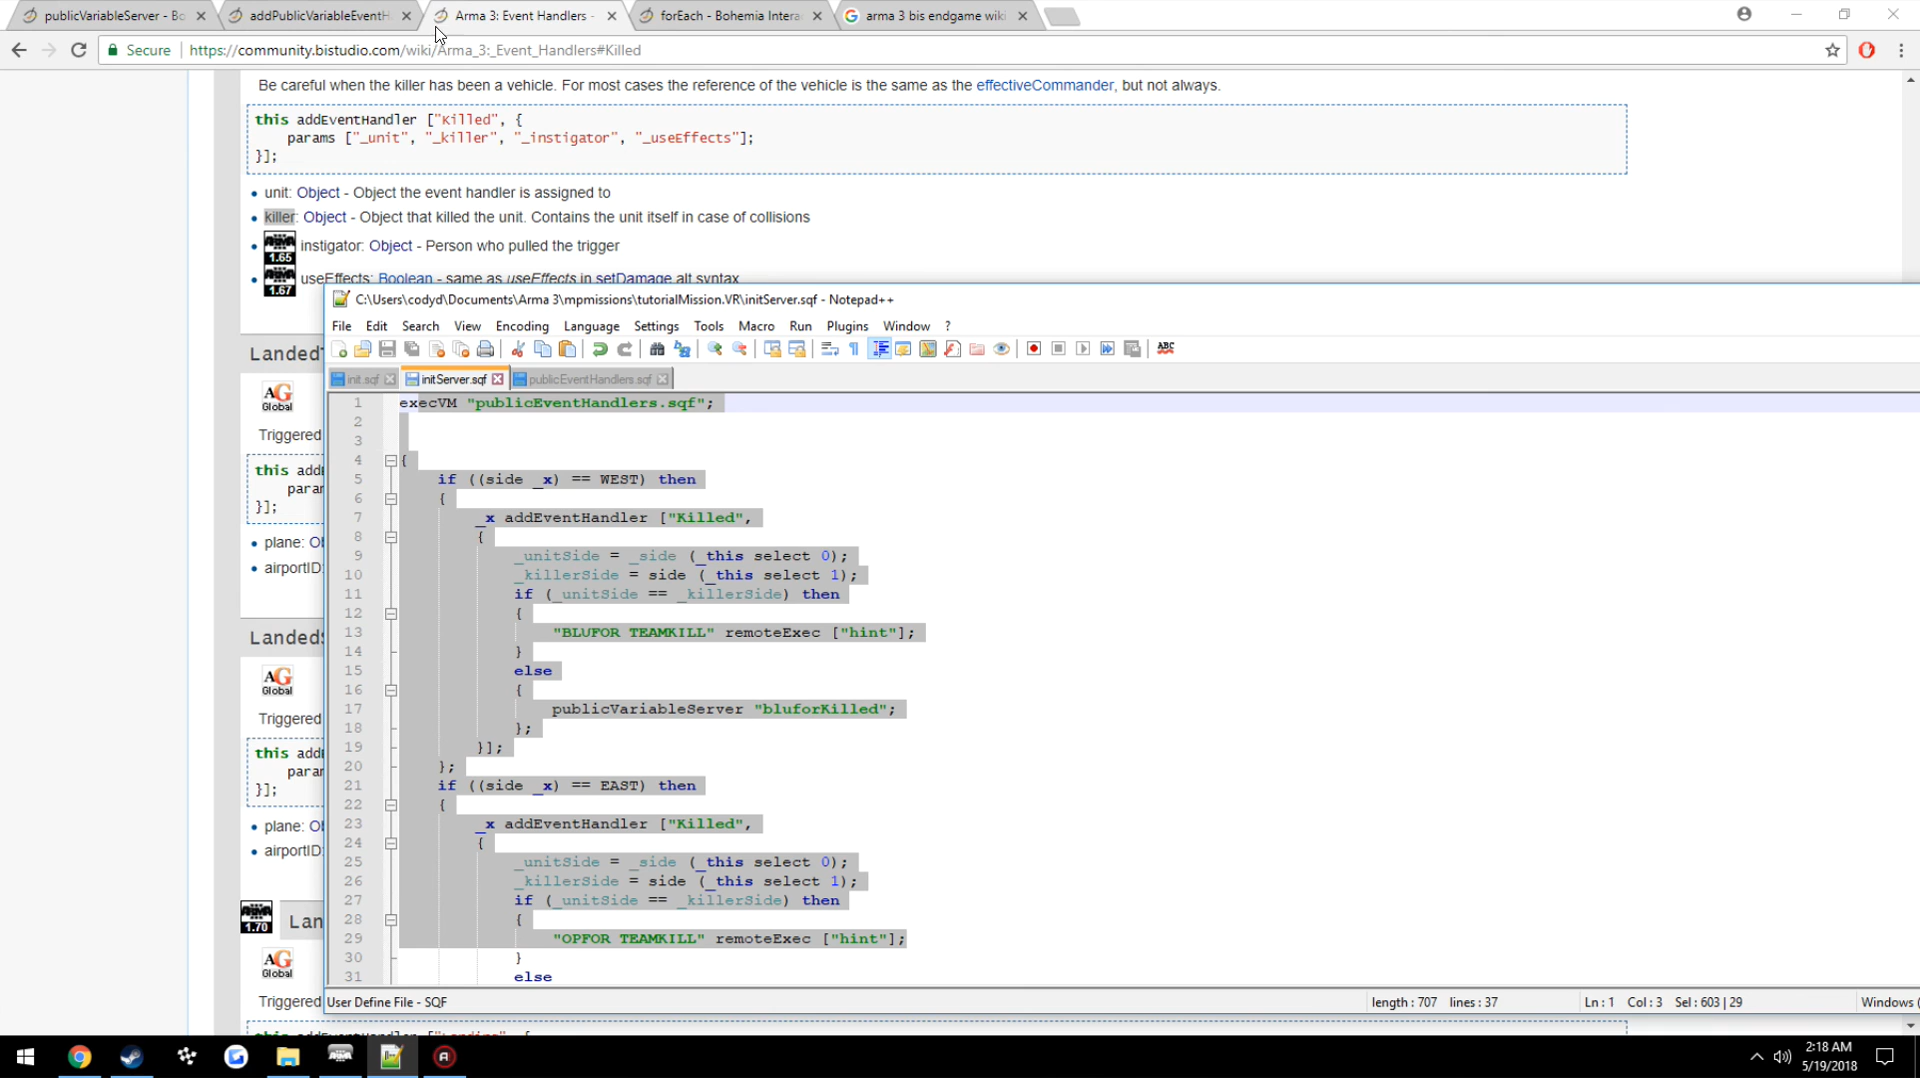 publicVariableServer - Bo
addPublicVariableEventH
Arma 3: Event Handlers -
forEach - Bohemia Intera
arma 3 bis endgame wiki
Secure
https://community.bistudio.com/wiki/Arma_3:_Event_Handlers#Killed
Be careful when the killer has been a vehicle. For most cases the reference of the vehicle is the same as the effectiveCommander, but not always.
this addEventHandler ["Killed", {
params ["_unit", "_killer", "_instigator", "_useEffects"];
}];
unit: Object - Object the event handler is assigned to
killer: Object - Object that killed the unit. Contains the unit itself in case of collisions
1.65 instigator: Object - Person who pulled the trigger
1.67 useEffects: Boolean - same as useEffects in setDamage alt syntax
C:\Users\codyd\Documents\Arma 3\mpmissions\tutorialMission.VR\initServer.sqf - Notepad++
File Edit Search View Encoding Language Settings Tools Macro Run Plugins Window ?
init.sqf initServer.sqf publicEventHandlers.sqf
1 execVM "publicEventHandlers.sqf";
2
3
4 {
5 if ((side _x) == WEST) then
6 {
7 _x addEventHandler ["Killed",
8 {
9 _unitSide = _side (_this select 0);
10 _killerSide = side (_this select 1);
11 if (_unitSide == _killerSide) then
12 {
13 "BLUFOR TEAMKILL" remoteExec ["hint"];
14 }
15 else
16 {
17 publicVariableServer "bluforKilled";
18 };
19 }];
20 };
21 if ((side _x) == EAST) then
22 {
23 _x addEventHandler ["Killed",
24 {
25 _unitSide = _side (_this select 0);
26 _killerSide = side (_this select 1);
27 if (_unitSide == _killerSide) then
28 {
29 "OPFOR TEAMKILL" remoteExec ["hint"];
30 }
31 else
User Define File - SQF
length : 707 lines : 37
Ln : 1 Col : 3 Sel : 603 | 29
Windows (
Landed
AG
Global
Triggered
this add
para
}];
plane: O
airportID
Landed
AG
Global
Triggered
this add
para
}];
plane: O
airportID
1.70 Lan
AG
Global
Triggered
2:18 AM
5/19/2018